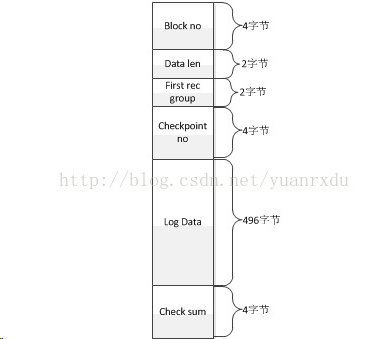 Block no
4字节
Data len
2字节
First rec
group
2字节
Checkpoint
no
4字节
http://blog.csdn.net/yuanrxdu
Log Data
496字节
Check sum
4字节